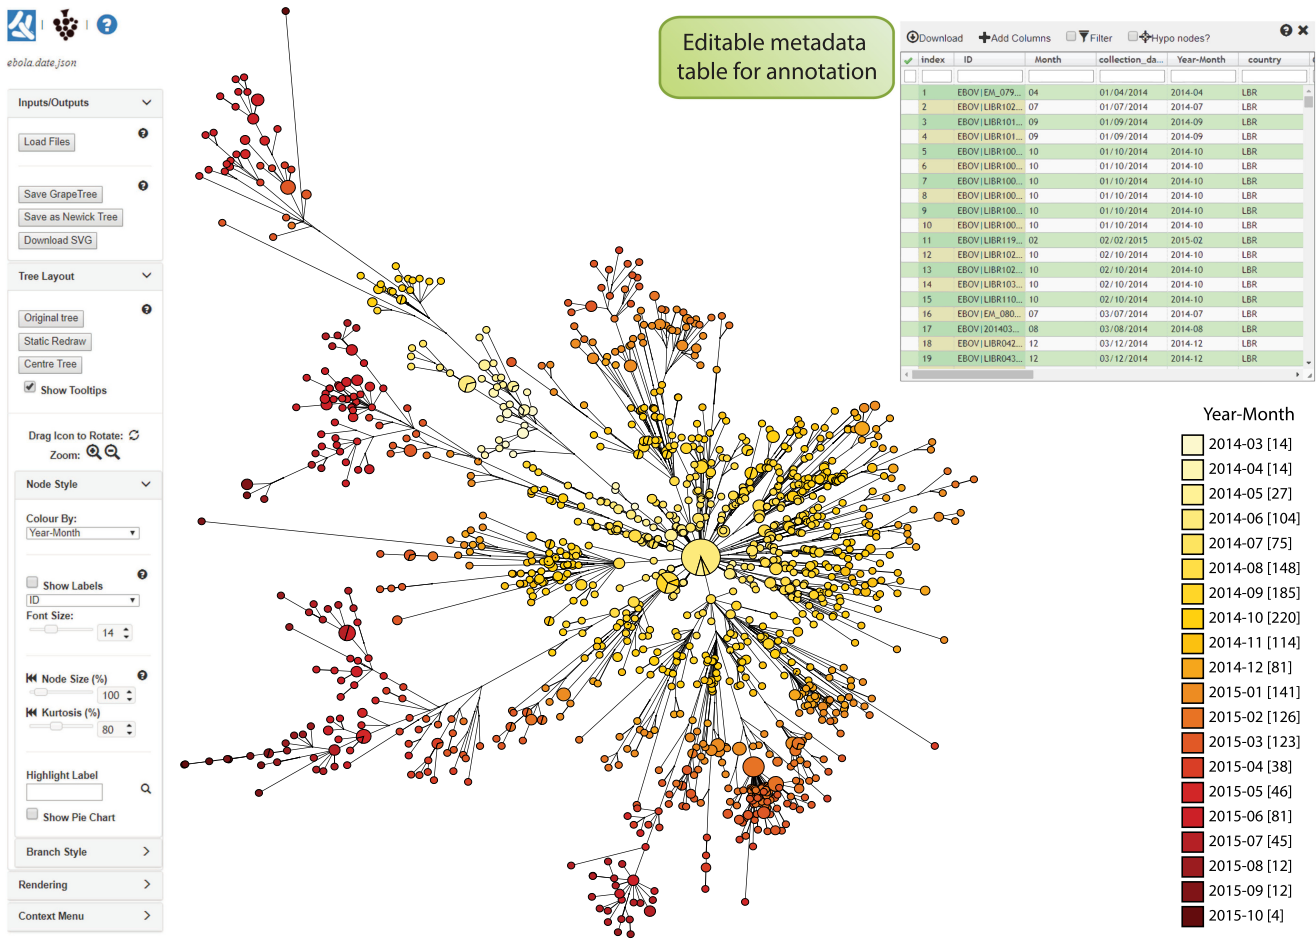 ebola.date.json
Inputs/Outputs
Load Files
Save GrapeTree
Save as Newick Tree
Download SVG
Tree Layout
Original tree
Static Redraw
Centre Tree
Show Tooltips
Drag Icon to Rotate:
Zoom:
Node Style
Colour By:
Year-Month
Show Labels
ID
Font Size:
14
Node Size (%)
100
Kurtosis (%)
80
Highlight Label
Show Pie Chart
Branch Style
Rendering
Context Menu
Editable metadata
table for annotation
Download Add Columns Filter Hypo nodes?
index ID Month collection_da... Year-Month country
1 EBOV|EM_079... 04 01/04/2014 2014-04 LBR
2 EBOV|LIBR102... 07 01/07/2014 2014-07 LBR
3 EBOV|LIBR101... 09 01/09/2014 2014-09 LBR
4 EBOV|LIBR101... 09 01/09/2014 2014-09 LBR
5 EBOV|LIBR100... 10 01/10/2014 2014-10 LBR
6 EBOV|LIBR100... 10 01/10/2014 2014-10 LBR
7 EBOV|LIBR100... 10 01/10/2014 2014-10 LBR
8 EBOV|LIBR100... 10 01/10/2014 2014-10 LBR
9 EBOV|LIBR100... 10 01/10/2014 2014-10 LBR
10 EBOV|LIBR100... 10 01/10/2014 2014-10 LBR
11 EBOV|LIBR119... 02 02/02/2015 2015-02 LBR
12 EBOV|LIBR102... 10 02/10/2014 2014-10 LBR
13 EBOV|LIBR102... 10 02/10/2014 2014-10 LBR
14 EBOV|LIBR103... 10 02/10/2014 2014-10 LBR
15 EBOV|LIBR110... 10 02/10/2014 2014-10 LBR
16 EBOV|EM_080... 07 03/07/2014 2014-07 LBR
17 EBOV|201403... 08 03/08/2014 2014-08 LBR
18 EBOV|LIBR042... 12 03/12/2014 2014-12 LBR
19 EBOV|LIBR043... 12 03/12/2014 2014-12 LBR
Year-Month
2014-03 [14]
2014-04 [14]
2014-05 [27]
2014-06 [104]
2014-07 [75]
2014-08 [148]
2014-09 [185]
2014-10 [220]
2014-11 [114]
2014-12 [81]
2015-01 [141]
2015-02 [126]
2015-03 [123]
2015-04 [38]
2015-05 [46]
2015-06 [81]
2015-07 [45]
2015-08 [12]
2015-09 [12]
2015-10 [4]